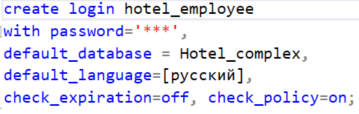 create login hotel_employee
with password='***',
default_database = Hotel_complex,
default_language=[русский],
check_expiration=off, check_policy=on;